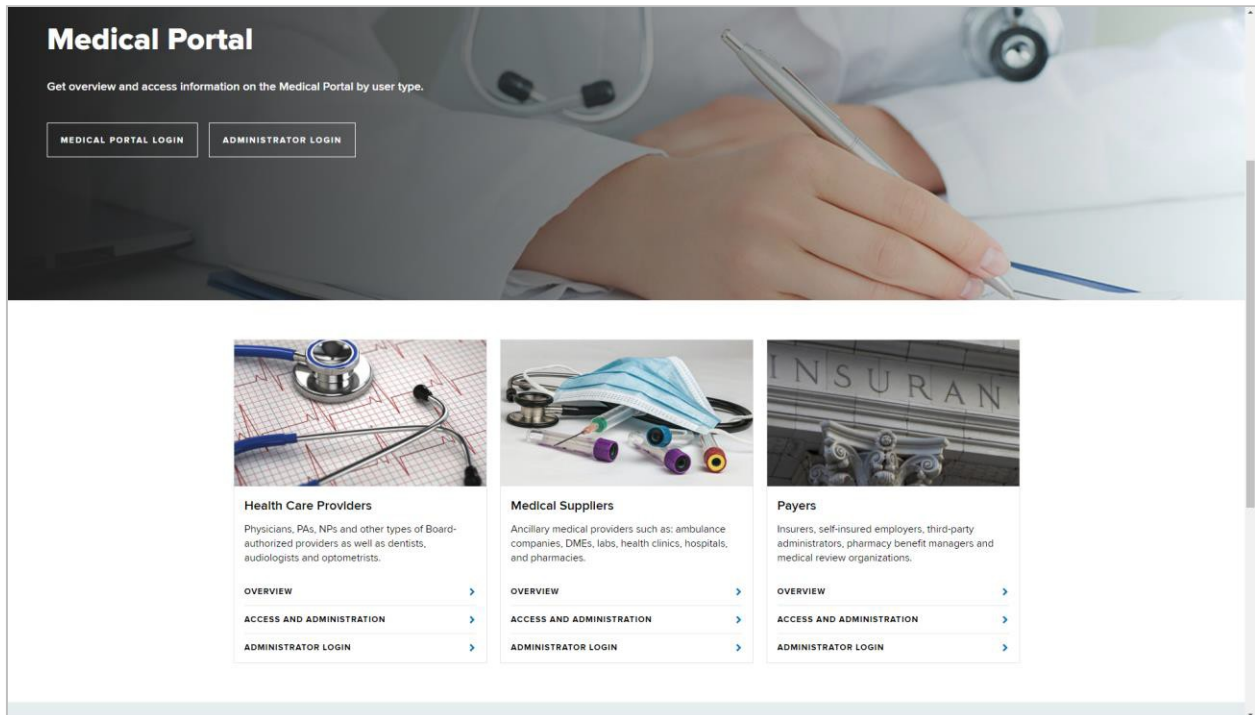 Medical Portal
Get overview and access information on the Medical Portal by user type.
MEDICAL PORTAL LOGIN
ADMINISTRATOR LOGIN
INSURAN
Health Care Providers
Physicians, PAs, NPs and other types of Board-
authorized providers as well as dentists,
audiologists and optometrists.
OVERVIEW
ACCESS AND ADMINISTRATION
ADMINISTRATOR LOGIN
Medical Suppliers
Ancillary medical providers such as: ambulance
companies, DMEs, labs, health clinics, hospitals,
and pharmacies.
OVERVIEW
ACCESS AND ADMINISTRATION
ADMINISTRATOR LOGIN
Payers
Insurers, self-insured employers, third-party
administrators, pharmacy benefit managers and
medical review organizations.
OVERVIEW
ACCESS AND ADMINISTRATION
ADMINISTRATOR LOGIN